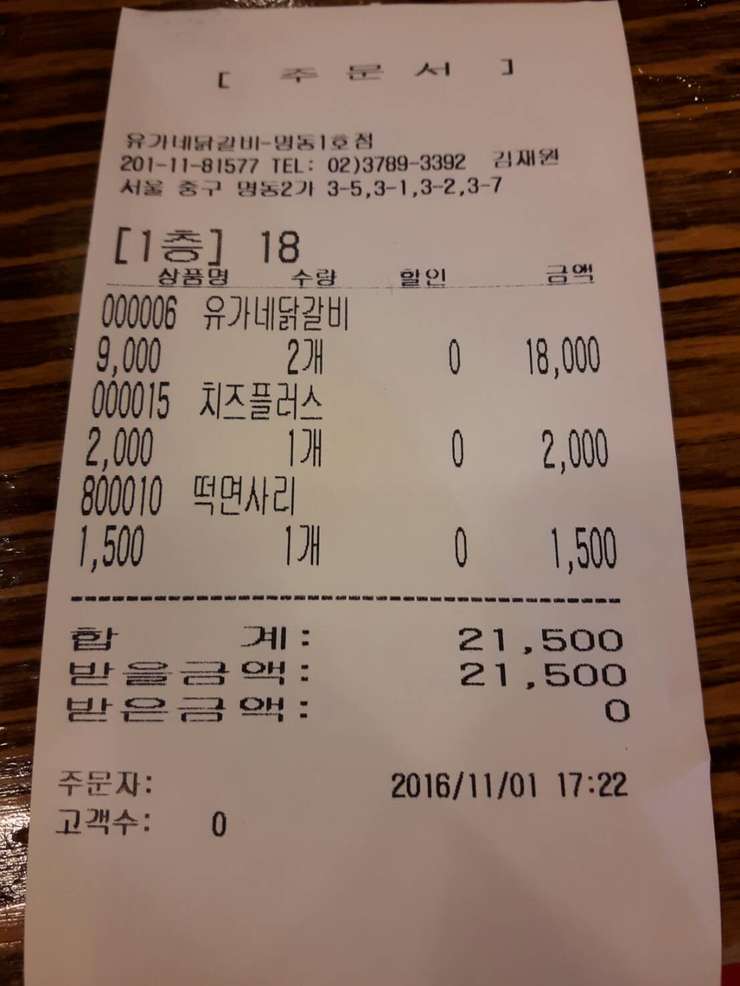 [ 주 문 서 ]
유가네닭갈비-명동1호점
201-11-81577 TEL: 02)3789-3392 김재원
서울 중구 명동2가 3-5,3-1,3-2,3-7
[1층] 18
상품명 수량 할인 금액
000006 유가네닭갈비
9,000 2개 0 18,000
000015 치즈플러스
2,000 1개 0 2,000
800010 떡면사리
1,500 1개 0 1,500
합 계: 21,500
받을금액: 21,500
받은금액: 0
주문자: 2016/11/01 17:22
고객수: 0